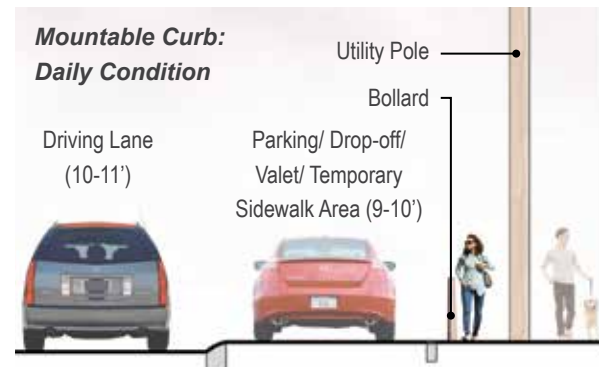 Mountable Curb:
Daily Condition
Utility Pole
Bollard
Driving Lane
(10-11’)
Parking/ Drop-off/
Valet/ Temporary
Sidewalk Area (9-10’)